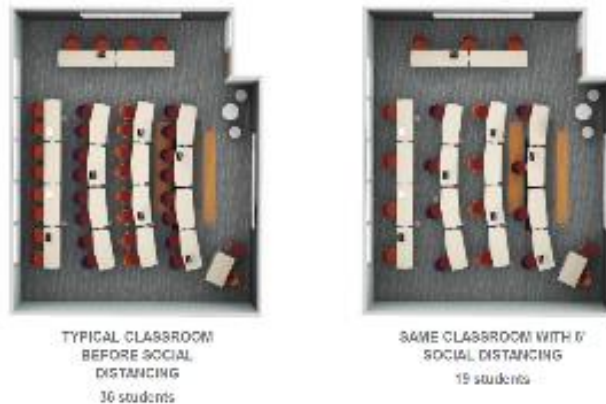 TYPICAL CLASSROOM
BEFORE SOCIAL
DISTANCING
36 students
SAME CLASSROOM WITH 6'
SOCIAL DISTANCING
19 students